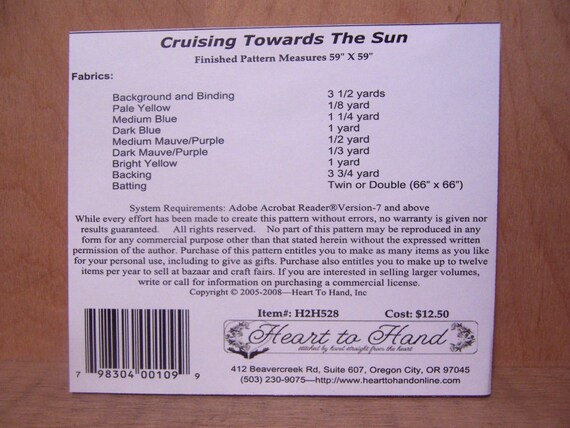 Cruising Towards The Sun
Finished Pattern Measures 59" X 59"
Fabrics:
Background and Binding 3 1/2 yards
Pale Yellow 1/8 yard
Medium Blue 1 1/4 yard
Dark Blue 1 yard
Medium Mauve/Purple 1/2 yard
Dark Mauve/Purple 1/3 yard
Bright Yellow 1 yard
Backing 3 3/4 yard
Batting Twin or Double (66" x 66")
System Requirements: Adobe Acrobat Reader®Version-7 and above
While every effort has been made to create this pattern without errors, no warranty is given nor
results guaranteed. All rights reserved. No part of this pattern may be reproduced in any
form for any commercial purpose other than that stated herein without the expressed written
permission of the author. Purchase of this pattern entitles you to make as many items as you like
for your personal use, including to give as gifts. Purchase also entitles you to make up to twelve
items per year to sell at bazaar and craft fairs. If you are interested in selling larger volumes,
write or call for information on purchasing a commercial license.
Copyright © 2005-2008—Heart To Hand, Inc
Item#: H2H528 Cost: $12.50
Heart to Hand
stitched by hand straight from the heart
7 98304 00109 9
412 Beavercreek Rd, Suite 607, Oregon City, OR 97045
(503) 230-9075—http://www.hearttohandonline.com